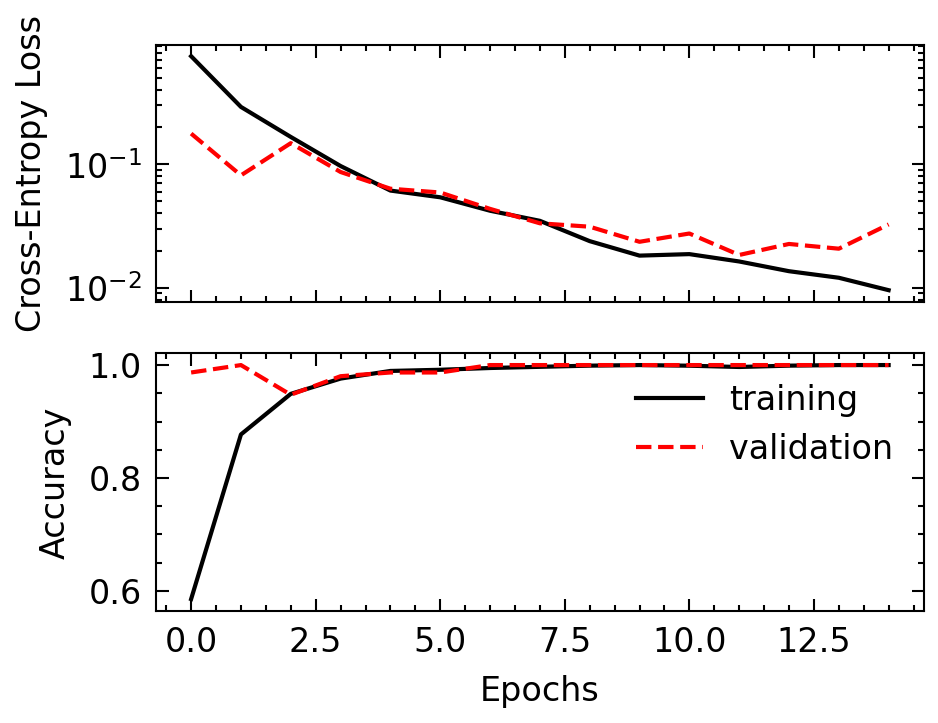 Cross-Entropy Loss
10⁻¹
10⁻²
Accuracy
1.0
0.8
0.6
training
validation
0.0 2.5 5.0 7.5 10.0 12.5
Epochs